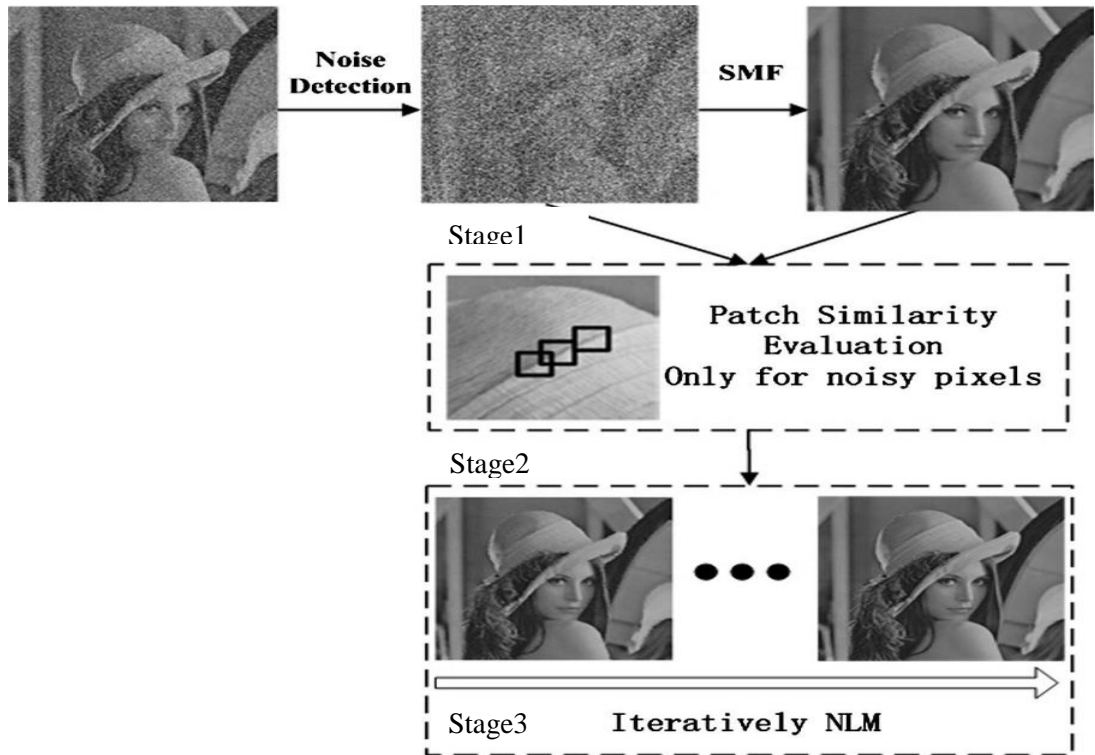 Noise
Detection
SMF
Stage1
Patch Similarity
Evaluation
Only for noisy pixels
Stage2
Stage3
Iteratively NLM